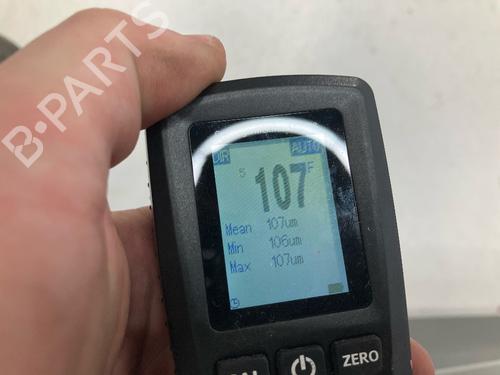 B-PARTS
DIR AUTO
5 107 F
Mean 107um
Min 106um
Max 107um
ZERO